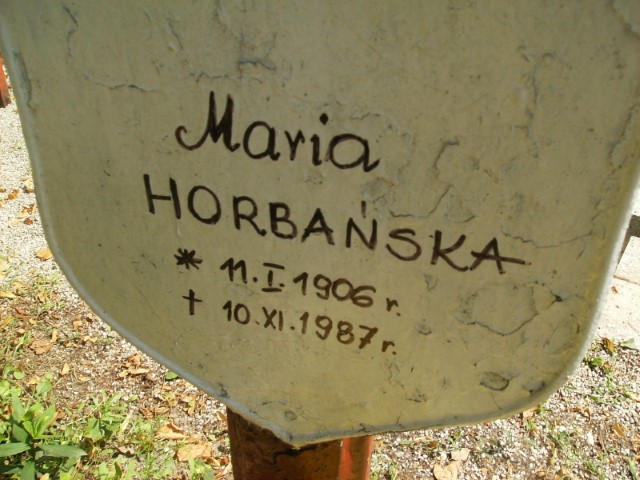 Maria
HORBAŃSKA
* 11.I.1906 r.
† 10.XI.1987 r.